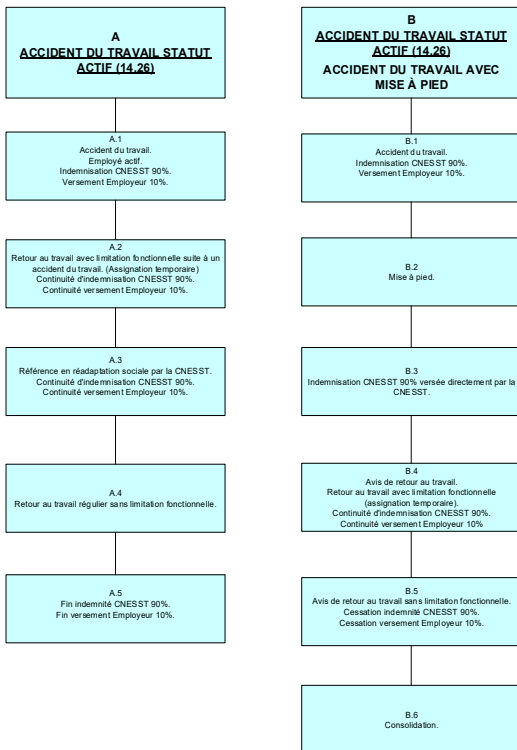 A
ACCIDENT DU TRAVAIL STATUT
ACTIF (14.26)
A.1
Accident du travail.
Employé actif.
Indemnisation CNESST 90%.
Versement Employeur 10%.
A.2
Retour au travail avec limitation fonctionnelle suite à un
accident du travail. (Assignation temporaire)
Continuité d'indemnisation CNESST 90%.
Continuité versement Employeur 10%.
A.3
Référence en réadaptation sociale par la CNESST.
Continuité d'indemnisation CNESST 90%.
Continuité versement Employeur 10%.
A.4
Retour au travail régulier sans limitation fonctionnelle.
A.5
Fin indemnité CNESST 90%.
Fin versement Employeur 10%.
B
ACCIDENT DU TRAVAIL STATUT
ACTIF (14.26)
ACCIDENT DU TRAVAIL AVEC
MISE À PIED
B.1
Accident du travail.
Indemnisation CNESST 90%.
Versement Employeur 10%.
B.2
Mise à pied.
B.3
Indemnisation CNESST 90% versée directement par la
CNESST.
B.4
Avis de retour au travail.
Retour au travail avec limitation fonctionnelle
(assignation temporaire).
Continuité d'indemnisation CNESST 90%.
Continuité versement Employeur 10%
B.5
Avis de retour au travail sans limitation fonctionnelle.
Cessation indemnité CNESST 90%.
Cessation versement Employeur 10%.
B.6
Consolidation.